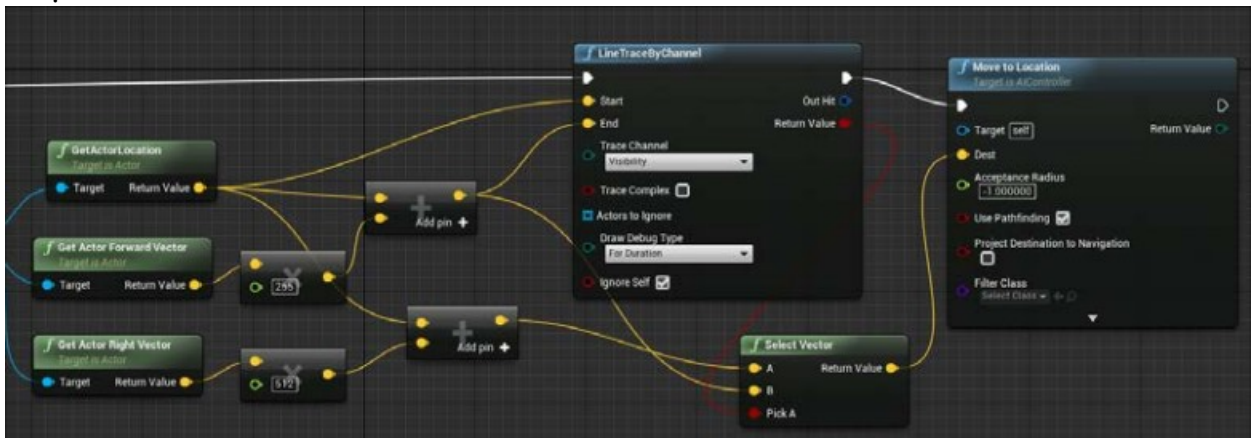 LineTraceByChannel
Start
Out Hit
End
Return Value
Trace Channel
Visibility
Trace Complex
Actors to Ignore
Draw Debug Type
For Duration
Ignore Self
Move to Location
Target is AIController
Target self
Return Value
Dest
Acceptance Radius
-1.000000
Use Pathfinding
Project Destination to Navigation
Filter Class
Select Class
GetActorLocation
Target is Actor
Target Return Value
Add pin +
Get Actor Forward Vector
Target is Actor
Target Return Value
255
Add pin +
Get Actor Right Vector
Target is Actor
Target Return Value
512
Select Vector
A Return Value
B
Pick A